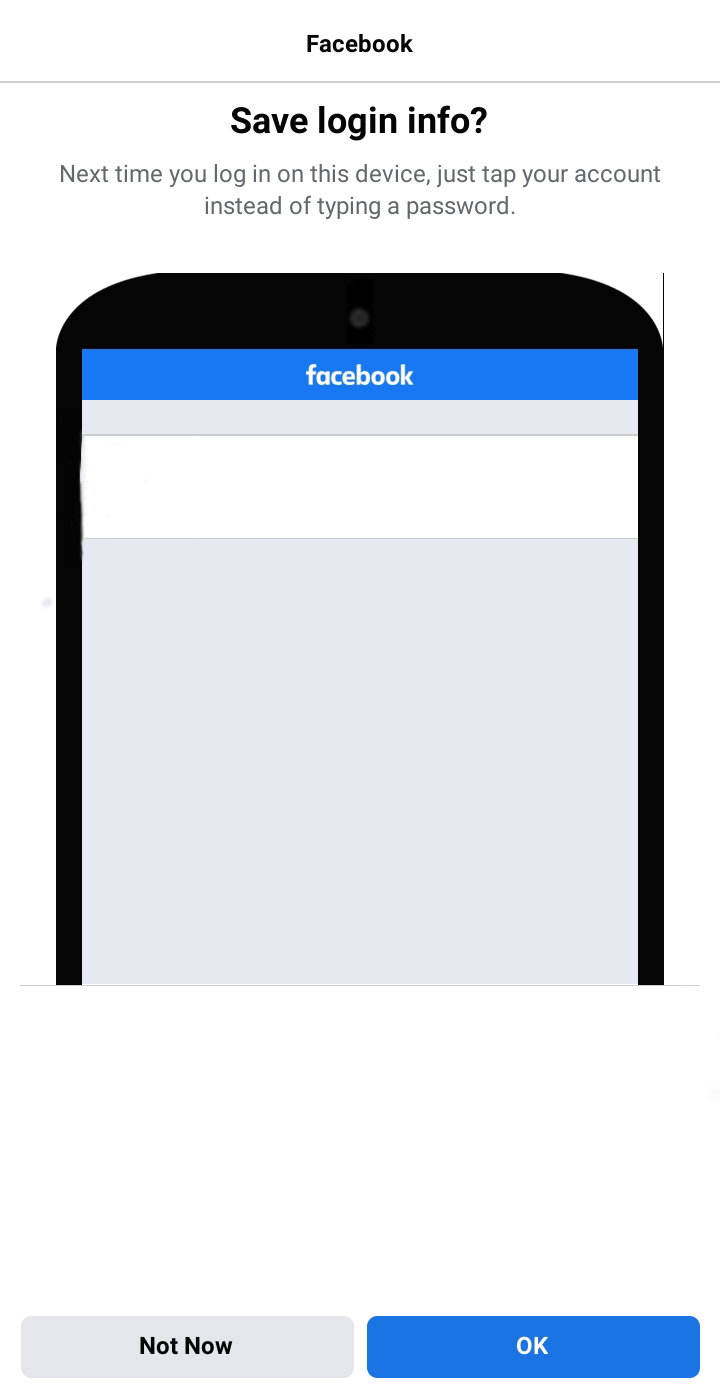 Facebook
Save login info?
Next time you log in on this device, just tap your account
instead of typing a password.
facebook
Not Now
OK